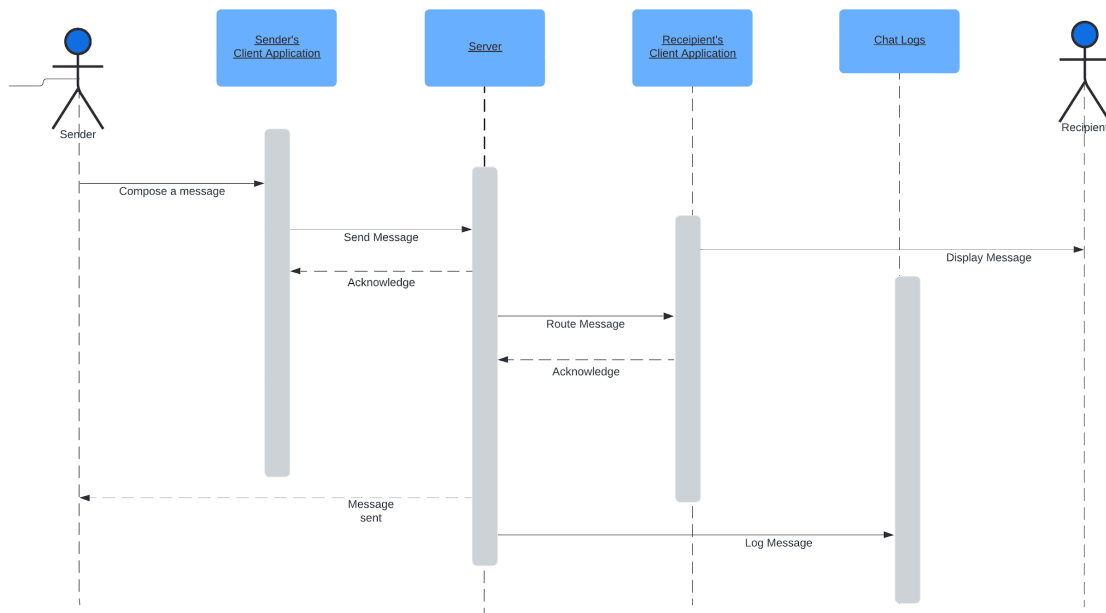 Sender's
Client Application
Server
Receipient's
Client Application
Chat Logs
Sender
Recipient
Compose a message
Send Message
Display Message
Acknowledge
Route Message
Acknowledge
Message
sent
Log Message